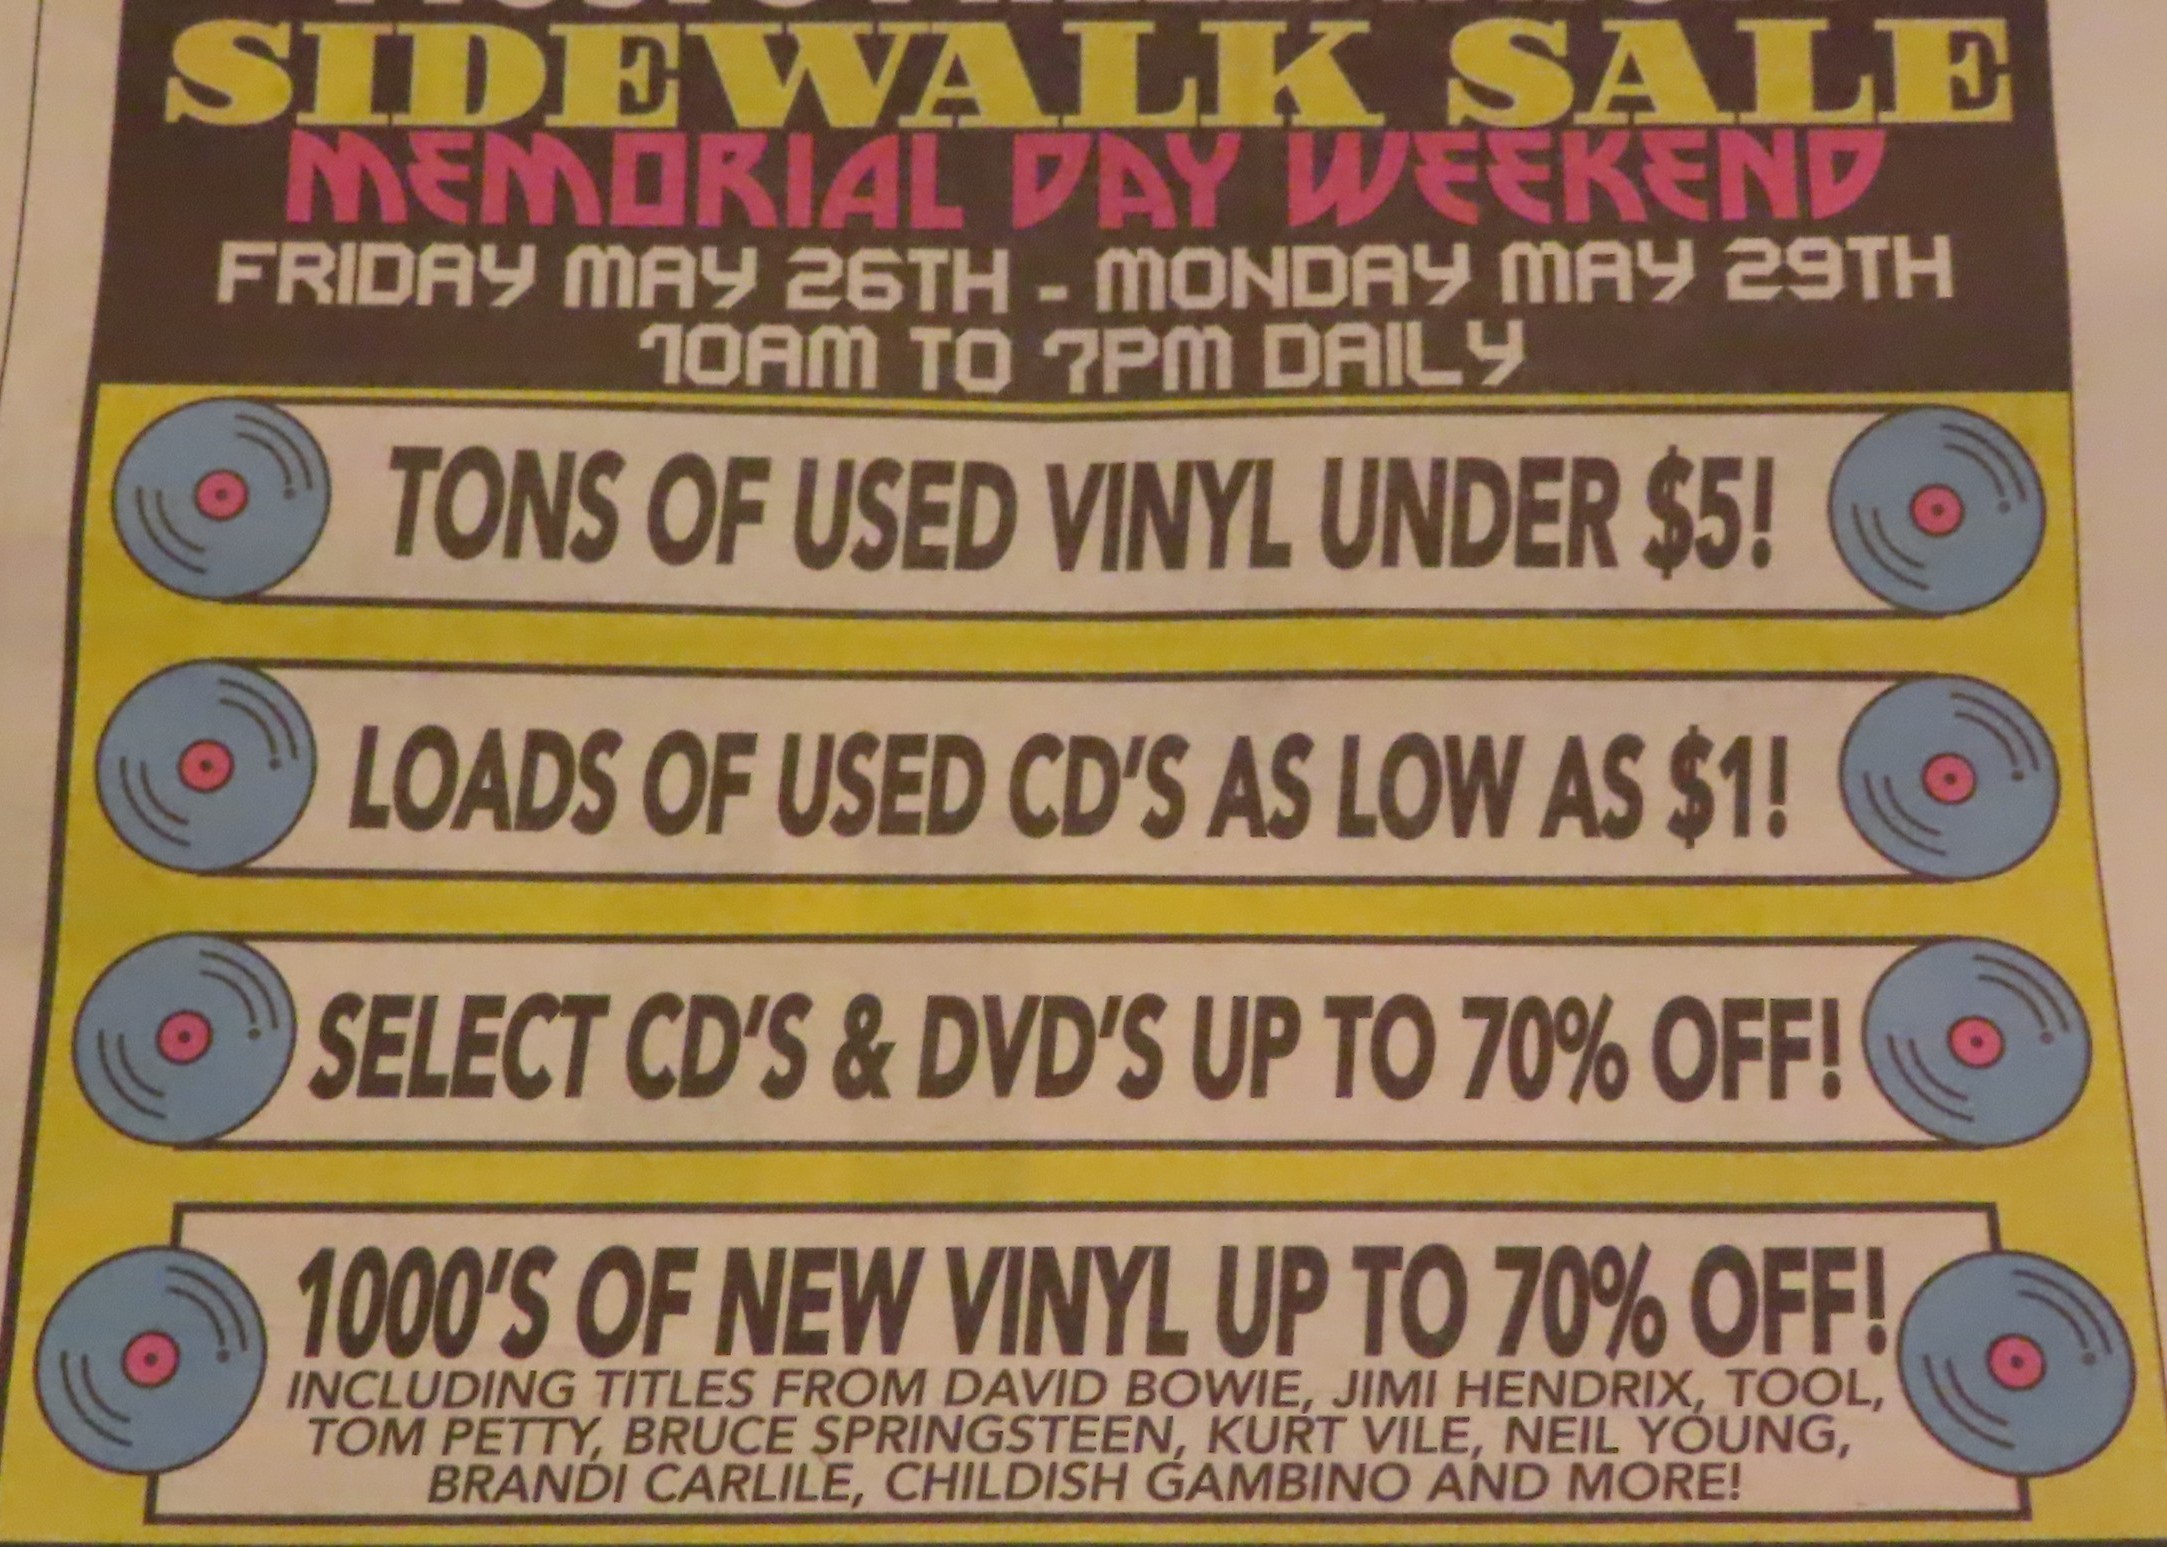 SIDEWALK SALE
MEMORIAL DAY WEEKEND
FRIDAY MAY 26TH - MONDAY MAY 29TH
10AM TO 7PM DAILY
TONS OF USED VINYL UNDER $5!
LOADS OF USED CD'S AS LOW AS $1!
SELECT CD'S & DVD'S UP TO 70% OFF!
1000'S OF NEW VINYL UP TO 70% OFF!
INCLUDING TITLES FROM DAVID BOWIE, JIMI HENDRIX, TOOL,
TOM PETTY, BRUCE SPRINGSTEEN, KURT VILE, NEIL YOUNG,
BRANDI CARLILE, CHILDISH GAMBINO AND MORE!